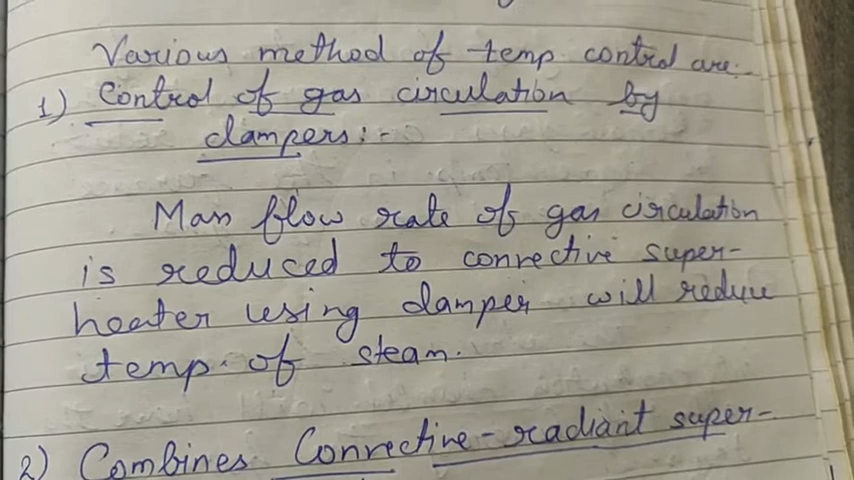 Various method of temp. control are:-
1) Control of gas circulation by
dampers:-
Mass flow rate of gas circulation
is reduced to convective super-
heater using damper will reduce
temp. of steam.
2) Combines Convective-radiant super-